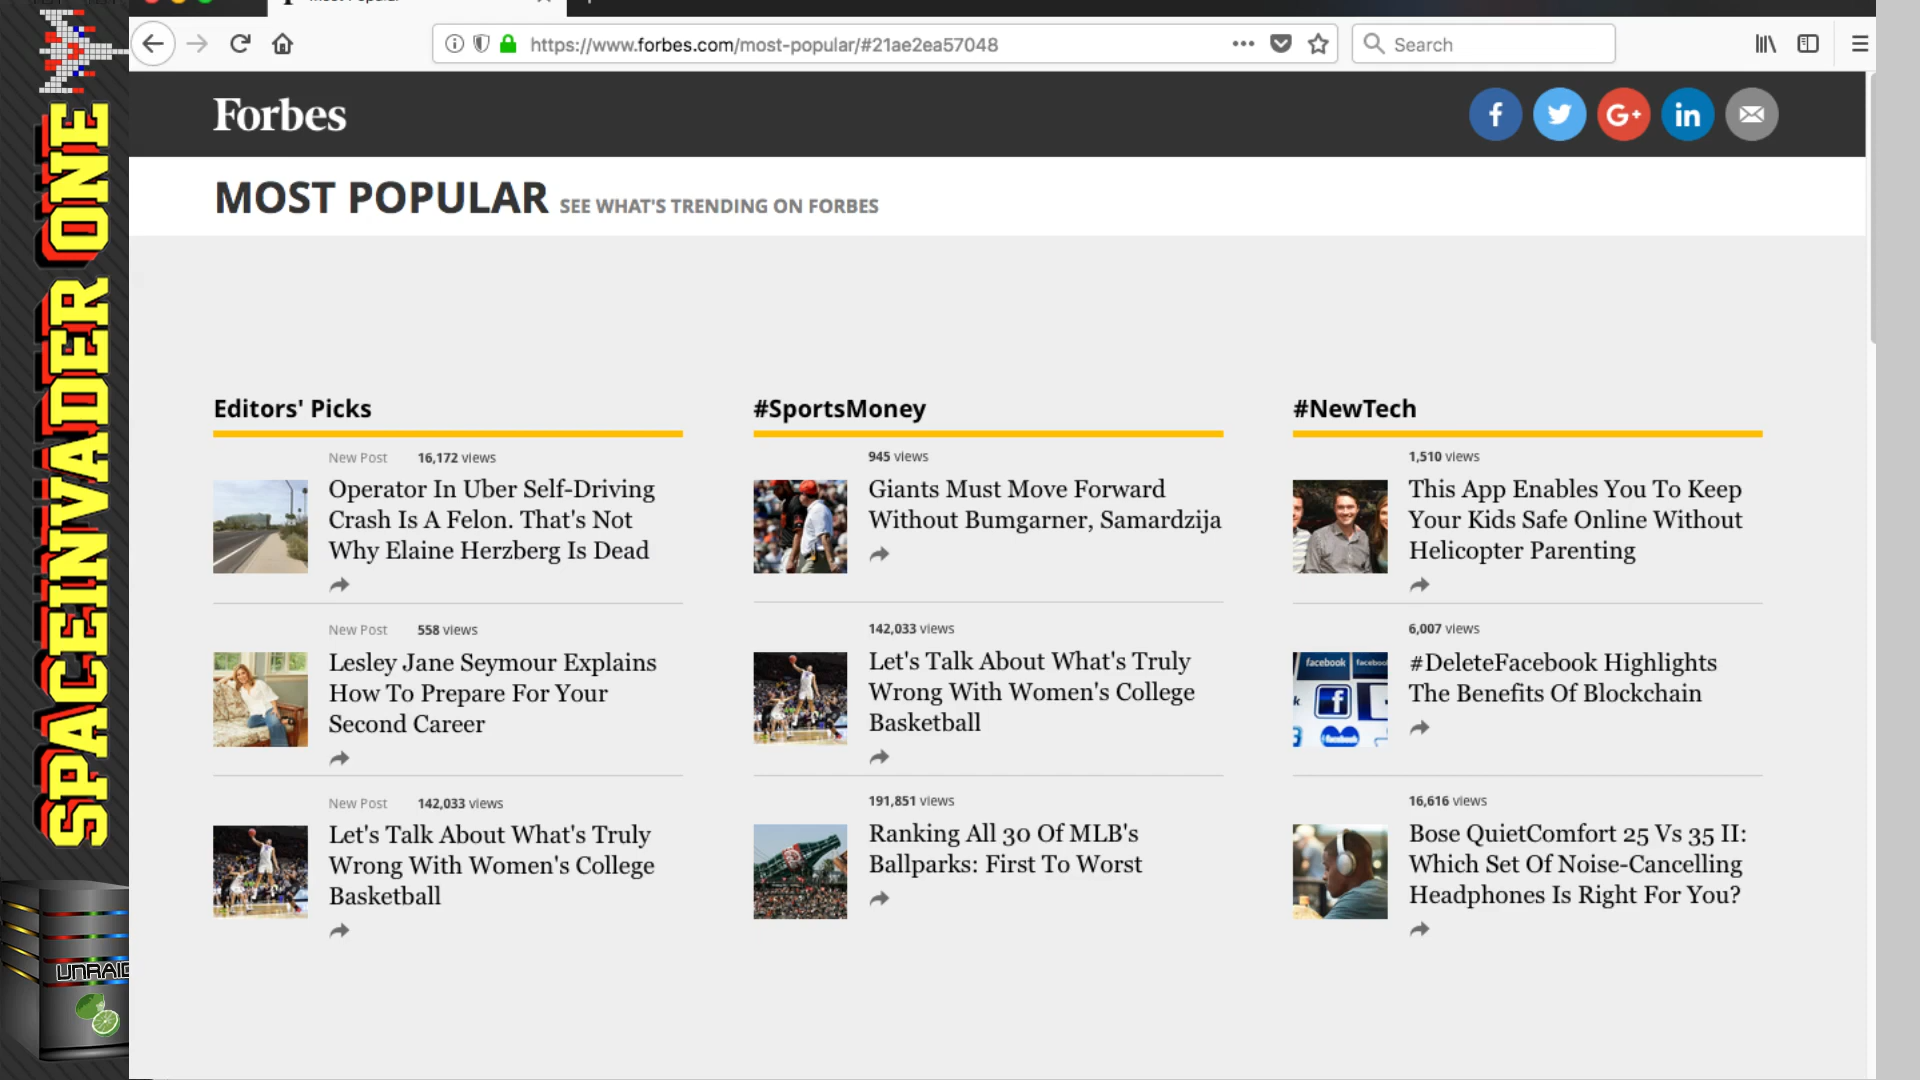 SPACEINVADER ONE
UNRAID
https://www.forbes.com/most-popular/#21ae2ea57048
Search
Forbes
MOST POPULAR SEE WHAT'S TRENDING ON FORBES
Editors' Picks
New Post 16,172 views
Operator In Uber Self-Driving
Crash Is A Felon. That's Not
Why Elaine Herzberg Is Dead
New Post 558 views
Lesley Jane Seymour Explains
How To Prepare For Your
Second Career
New Post 142,033 views
Let's Talk About What's Truly
Wrong With Women's College
Basketball
#SportsMoney
945 views
Giants Must Move Forward
Without Bumgarner, Samardzija
142,033 views
Let's Talk About What's Truly
Wrong With Women's College
Basketball
191,851 views
Ranking All 30 Of MLB's
Ballparks: First To Worst
#NewTech
1,510 views
This App Enables You To Keep
Your Kids Safe Online Without
Helicopter Parenting
6,007 views
facebook
#DeleteFacebook Highlights
The Benefits Of Blockchain
16,616 views
Bose QuietComfort 25 Vs 35 II:
Which Set Of Noise-Cancelling
Headphones Is Right For You?